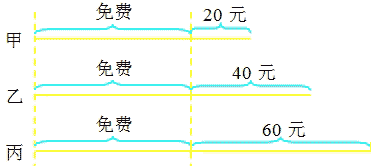 免费 20 元
甲
免费 40 元
乙
免费 60 元
丙